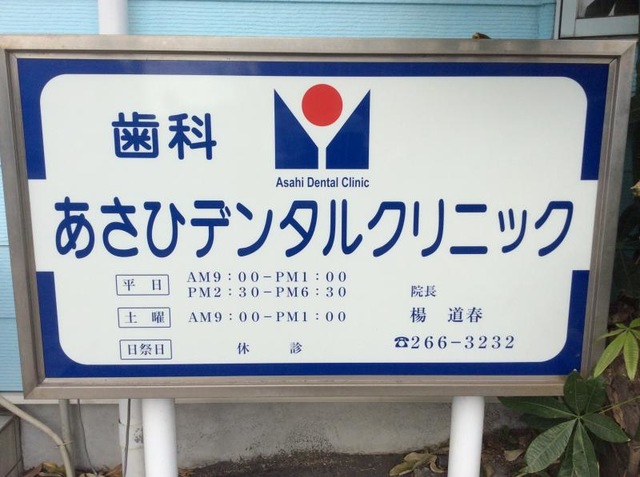 歯科
Asahi Dental Clinic
あさひデンタルクリニック
平日 AM9：00−PM1：00
PM2：30−PM6：30
土曜 AM9：00−PM1：00
日祭日 休診
院長
楊 道春
☎266−3232